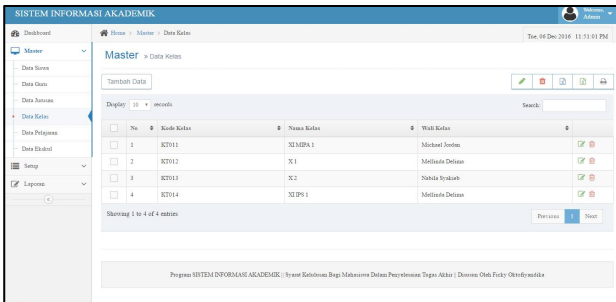 SISTEM INFORMASI AKADEMIK
Welcome,
Admin
Dashboard
Master
Data Siswa
Data Guru
Data Jurusan
Data Kelas
Data Pelajaran
Data Ekskul
Setup
Laporan
Home > Master > Data Kelas
Tue, 06 Dec 2016 11:51:01 PM
Master » Data Kelas
Tambah Data
Display 10 records
Search:
No Kode Kelas Nama Kelas Wali Kelas
1 KT011 XI MIPA 1 Michael Jordan
2 KT012 X 1 Mellinda Delima
3 KT013 X 2 Nabila Syakieb
4 KT014 XI IPS 1 Mellinda Delima
Showing 1 to 4 of 4 entries
Previous 1 Next
Program SISTEM INFORMASI AKADEMIK || Syarat Kelulusan Bagi Mahasiswa Dalam Penyelesaian Tugas Akhir | Disusun Oleh Ficky